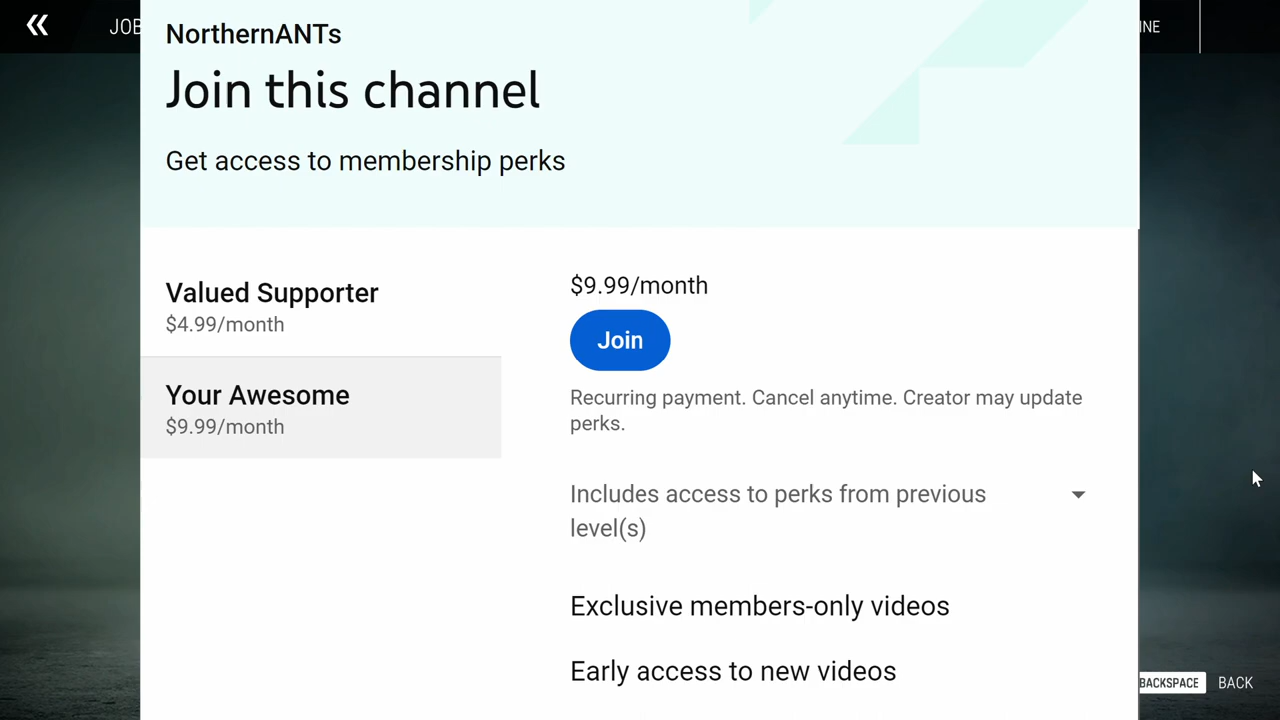 JOB
NorthernANTs
INE
Join this channel
Get access to membership perks
Valued Supporter
$4.99/month
Your Awesome
$9.99/month
$9.99/month
Join
Recurring payment. Cancel anytime. Creator may update
perks.
Includes access to perks from previous
level(s)
Exclusive members-only videos
Early access to new videos
BACKSPACE BACK